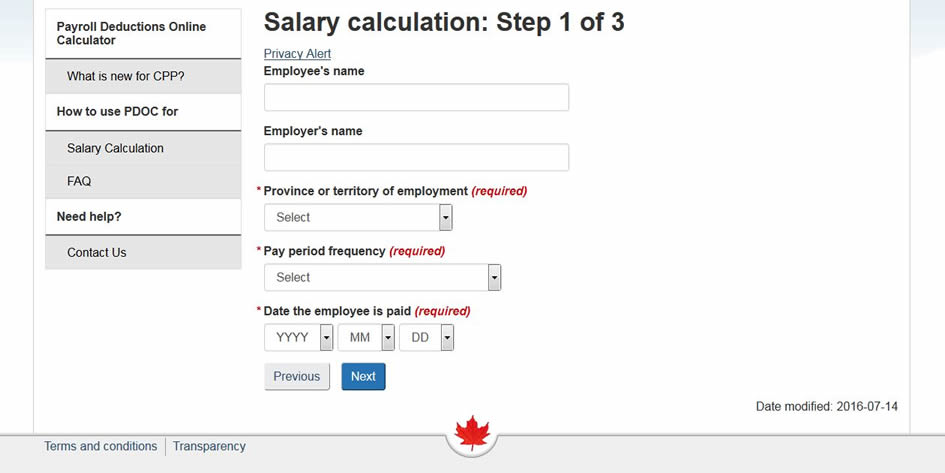 Payroll Deductions Online
Calculator
What is new for CPP?
How to use PDOC for
Salary Calculation
FAQ
Need help?
Contact Us
Salary calculation: Step 1 of 3
Privacy Alert
Employee's name
Employer's name
* Province or territory of employment (required)
Select
* Pay period frequency (required)
Select
* Date the employee is paid (required)
YYYY MM DD
Previous Next
Date modified: 2016-07-14
Terms and conditions Transparency